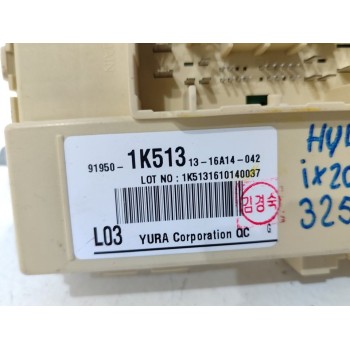 91950-1K513 13-16A14-042
LOT NO : 1K5131610140037
L03 YURA Corporation QC
김경숙
HY
ix20
325